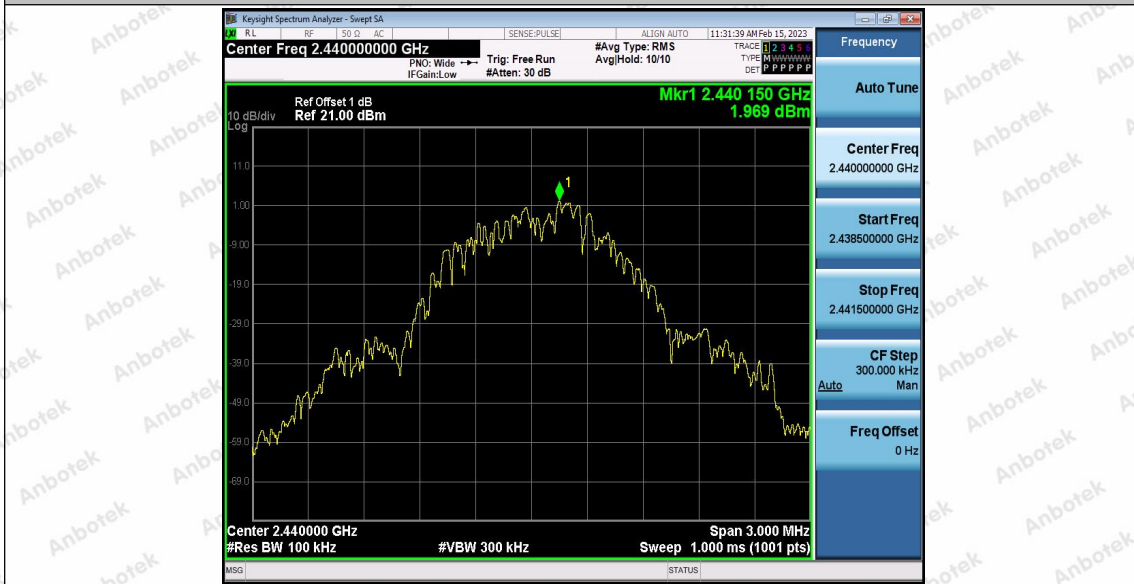 Keysight Spectrum Analyzer - Swept SA
LXI RL RF 50 Ω AC SENSE:PULSE ALIGN AUTO 11:31:39 AM Feb 15, 2023
Center Freq 2.440000000 GHz
PNO: Wide
IFGain:Low
Trig: Free Run
#Atten: 30 dB
#Avg Type: RMS
Avg|Hold: 10/10
TRACE 1 2 3 4 5 6
TYPE M WWWWW
DET P P P P P P
Ref Offset 1 dB
10 dB/div Ref 21.00 dBm
Log
Mkr1 2.440 150 GHz
1.969 dBm
1
11.0
1.00
-9.00
-19.0
-29.0
-39.0
-49.0
-59.0
-69.0
Center 2.440000 GHz Span 3.000 MHz
#Res BW 100 kHz #VBW 300 kHz Sweep 1.000 ms (1001 pts)
MSG STATUS
Frequency
Auto Tune
Center Freq
2.440000000 GHz
Start Freq
2.438500000 GHz
Stop Freq
2.441500000 GHz
CF Step
300.000 kHz
Auto Man
Freq Offset
0 Hz
Anbotek